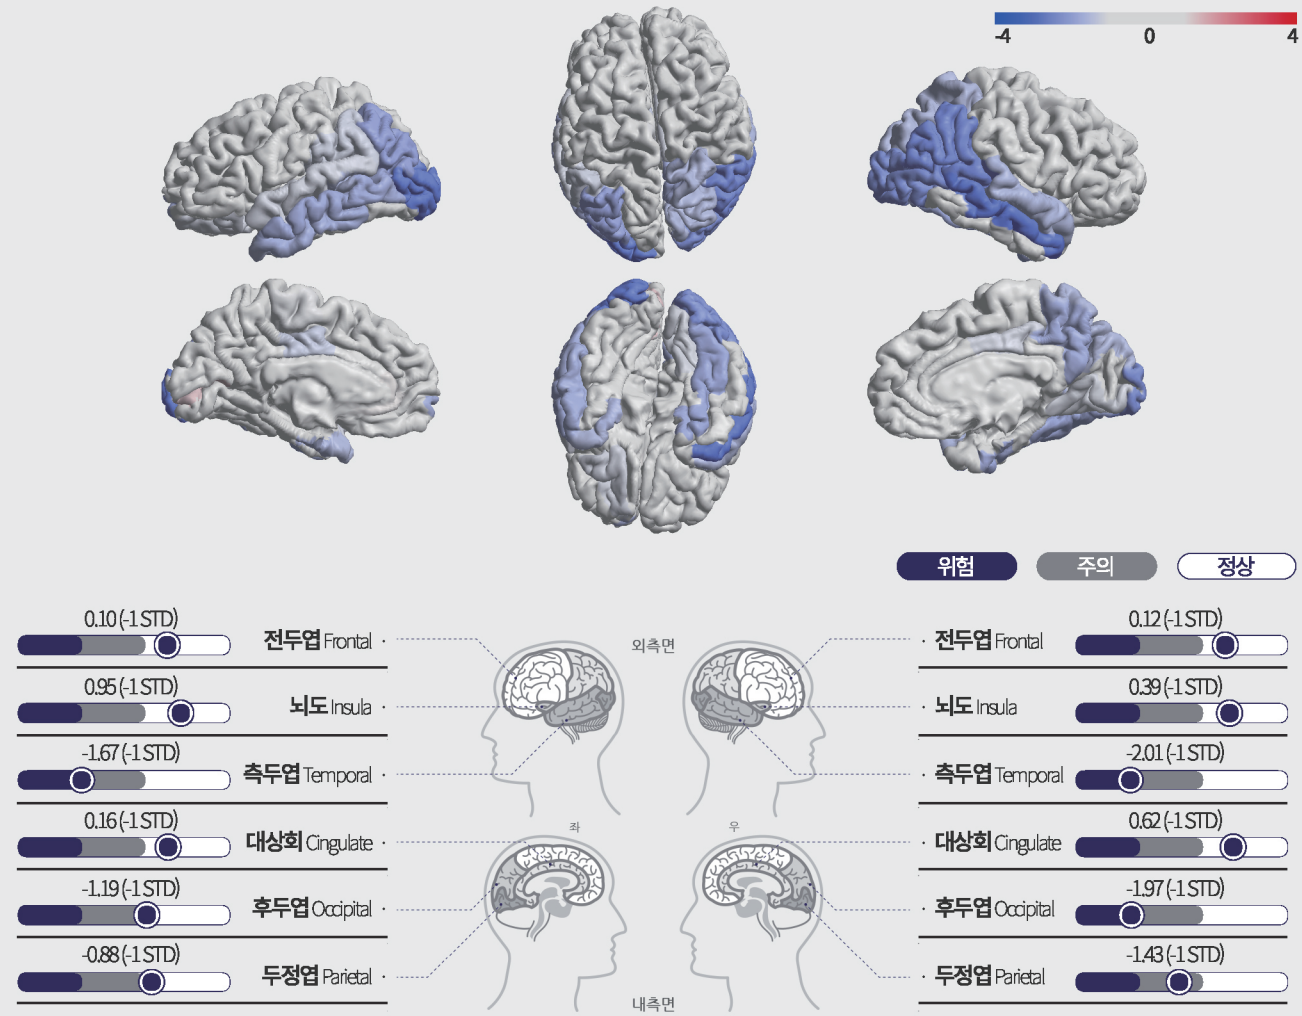 -4 0 4
위험 주의 정상
0.10 (-1 STD)
전두엽 Frontal
0.95 (-1 STD)
뇌도 Insula
-1.67 (-1 STD)
측두엽 Temporal
0.16 (-1 STD)
대상회 Cingulate
-1.19 (-1 STD)
후두엽 Occipital
-0.88 (-1 STD)
두정엽 Parietal
외측면
좌 우
내측면
0.12 (-1 STD)
전두엽 Frontal
0.39 (-1 STD)
뇌도 Insula
-2.01 (-1 STD)
측두엽 Temporal
0.62 (-1 STD)
대상회 Cingulate
-1.97 (-1 STD)
후두엽 Occipital
-1.43 (-1 STD)
두정엽 Parietal